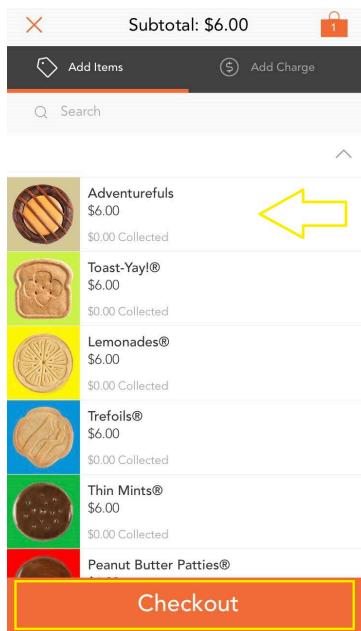 Subtotal: $6.00
1
Add Items
Add Charge
Search
Adventurefuls
$6.00
$0.00 Collected
Toast-Yay!®
$6.00
$0.00 Collected
Lemonades®
$6.00
$0.00 Collected
Trefoils®
$6.00
$0.00 Collected
Thin Mints®
$6.00
$0.00 Collected
Peanut Butter Patties®
Checkout